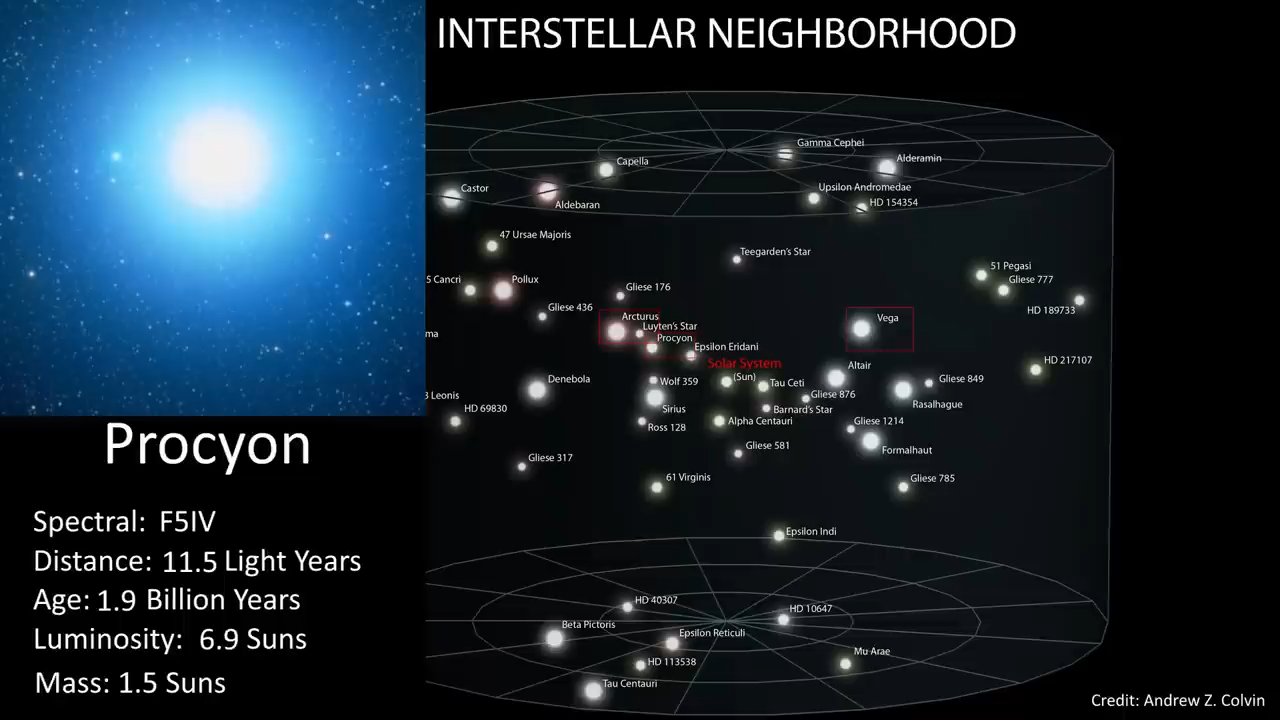 INTERSTELLAR NEIGHBORHOOD
Procyon
Spectral: F5IV
Distance: 11.5 Light Years
Age: 1.9 Billion Years
Luminosity: 6.9 Suns
Mass: 1.5 Suns
Gamma Cephei
Alderamin
Capella
Castor
Aldebaran
Upsilon Andromedae
HD 154354
47 Ursae Majoris
Teegarden's Star
51 Pegasi
5 Cancri
Pollux
Gliese 777
Gliese 176
HD 189733
Gliese 436
Arcturus
Vega
Luyten's Star
ma
Procyon
Epsilon Eridani
Solar System
HD 217107
Altair
(Sun)
Denebola
Wolf 359
Tau Ceti
Gliese 849
3 Leonis
Gliese 876
Rasalhague
HD 69830
Sirius
Barnard's Star
Ross 128
Alpha Centauri
Gliese 1214
Gliese 581
Formalhaut
Gliese 317
61 Virginis
Gliese 785
Epsilon Indi
HD 40307
HD 10647
Beta Pictoris
Epsilon Reticuli
Mu Arae
HD 113538
Tau Centauri
Credit: Andrew Z. Colvin